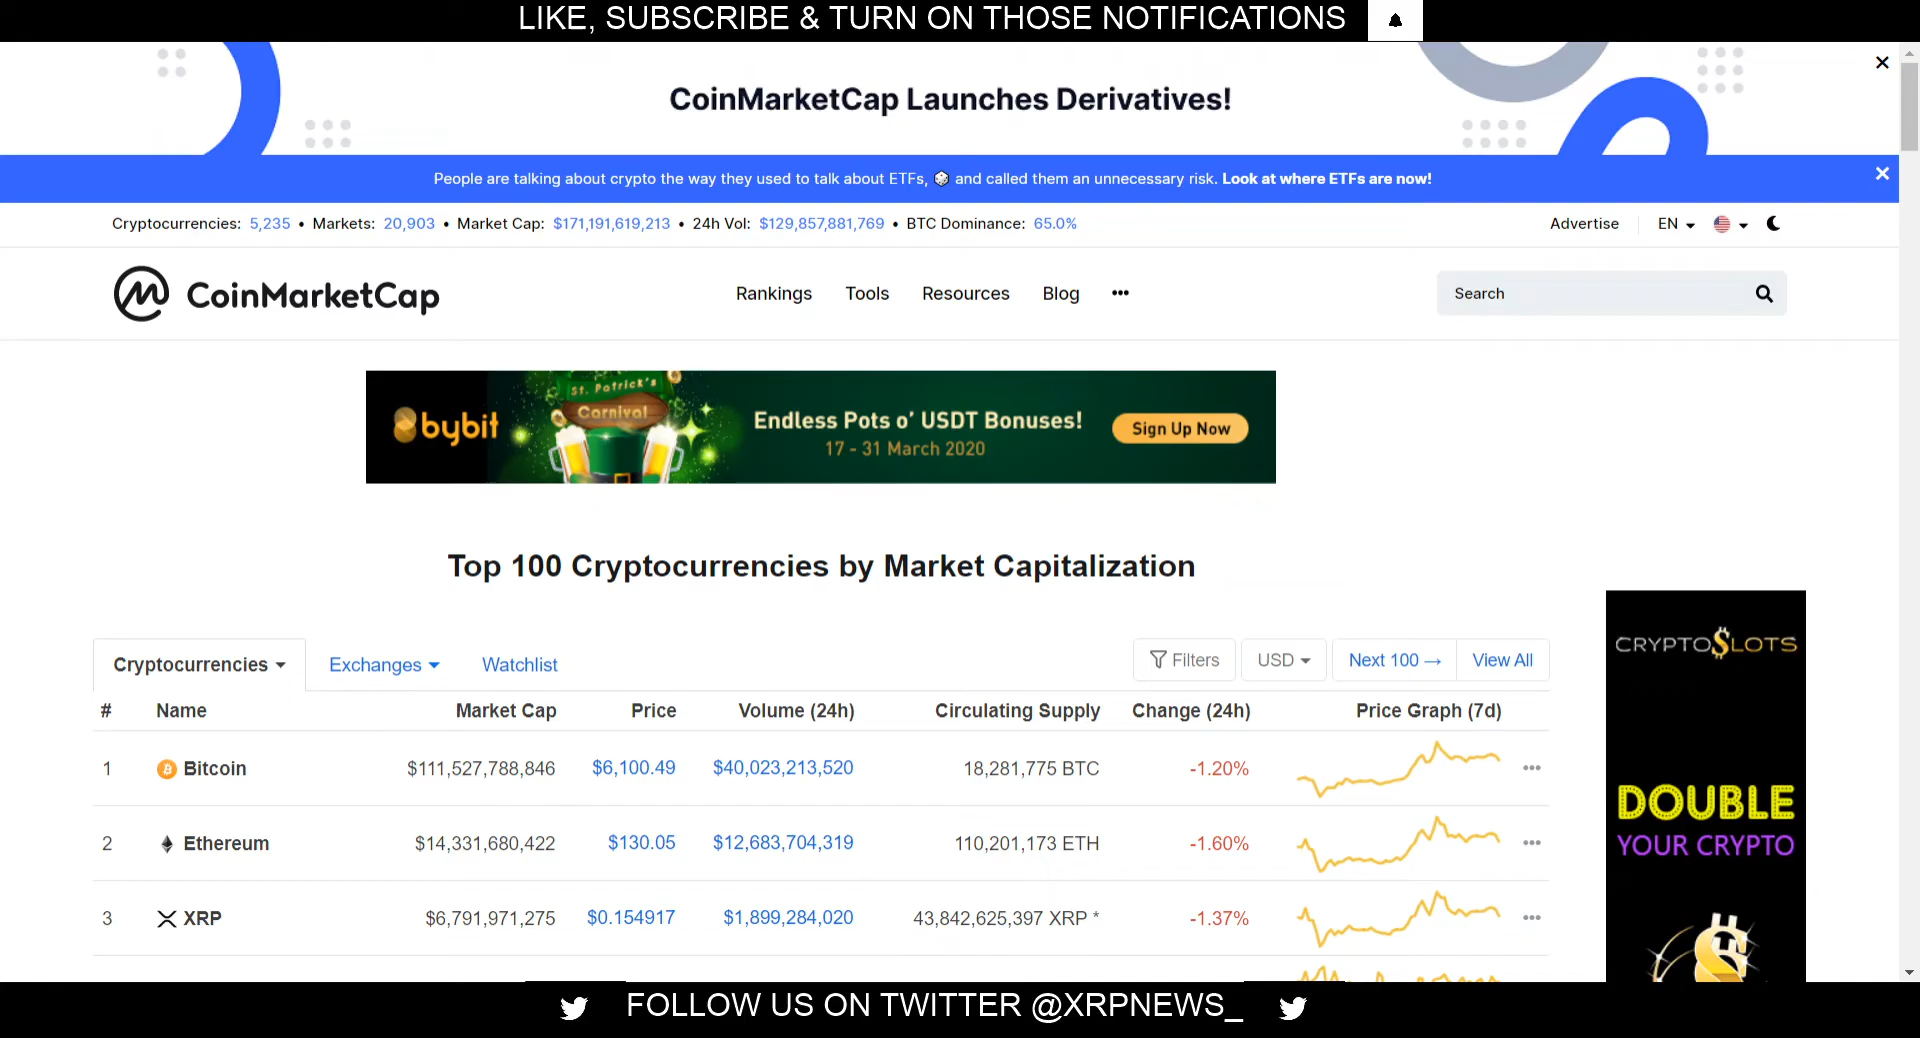 LIKE, SUBSCRIBE & TURN ON THOSE NOTIFICATIONS
CoinMarketCap Launches Derivatives!
People are talking about crypto the way they used to talk about ETFs, 🎲 and called them an unnecessary risk. Look at where ETFs are now!
Cryptocurrencies: 5,235 • Markets: 20,903 • Market Cap: $171,191,619,213 • 24h Vol: $129,857,881,769 • BTC Dominance: 65.0% Advertise EN
CoinMarketCap Rankings Tools Resources Blog ••• Search
St. Patrick's
Carnival
bybit
Endless Pots o' USDT Bonuses!
17 - 31 March 2020
Sign Up Now
Top 100 Cryptocurrencies by Market Capitalization
Cryptocurrencies Exchanges Watchlist Filters USD Next 100 → View All
# Name Market Cap Price Volume (24h) Circulating Supply Change (24h) Price Graph (7d)
1 Bitcoin $111,527,788,846 $6,100.49 $40,023,213,520 18,281,775 BTC -1.20% •••
2 Ethereum $14,331,680,422 $130.05 $12,683,704,319 110,201,173 ETH -1.60% •••
3 XRP $6,791,971,275 $0.154917 $1,899,284,020 43,842,625,397 XRP * -1.37% •••
CRYPTO$LOTS
DOUBLE
YOUR CRYPTO
FOLLOW US ON TWITTER @XRPNEWS_